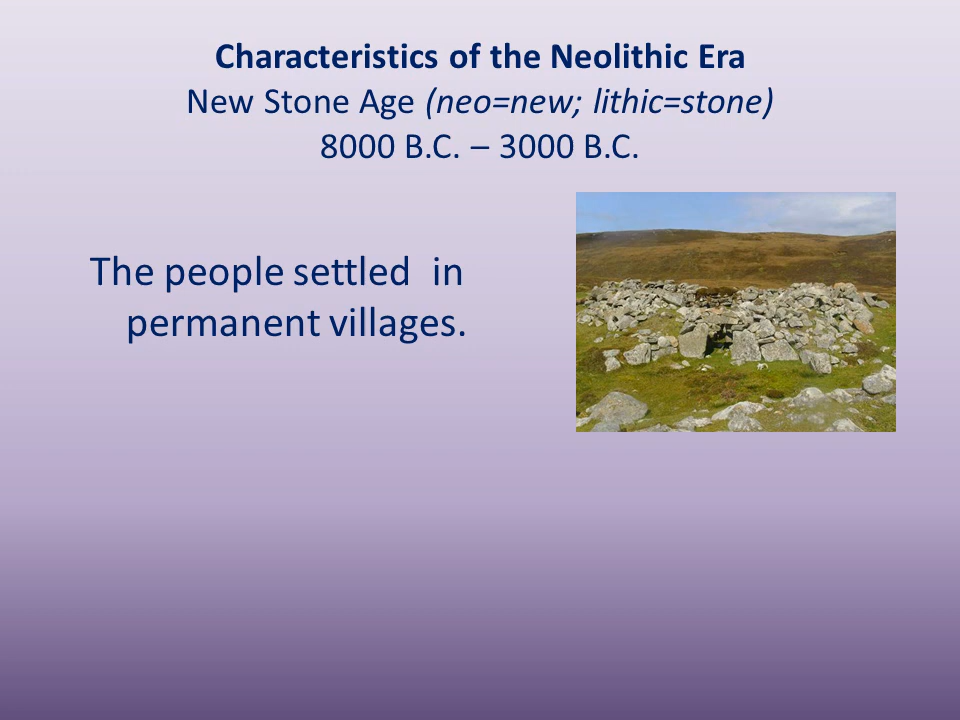 Characteristics of the Neolithic Era
New Stone Age (neo=new; lithic=stone)
8000 B.C. – 3000 B.C.
The people settled  in
permanent villages.